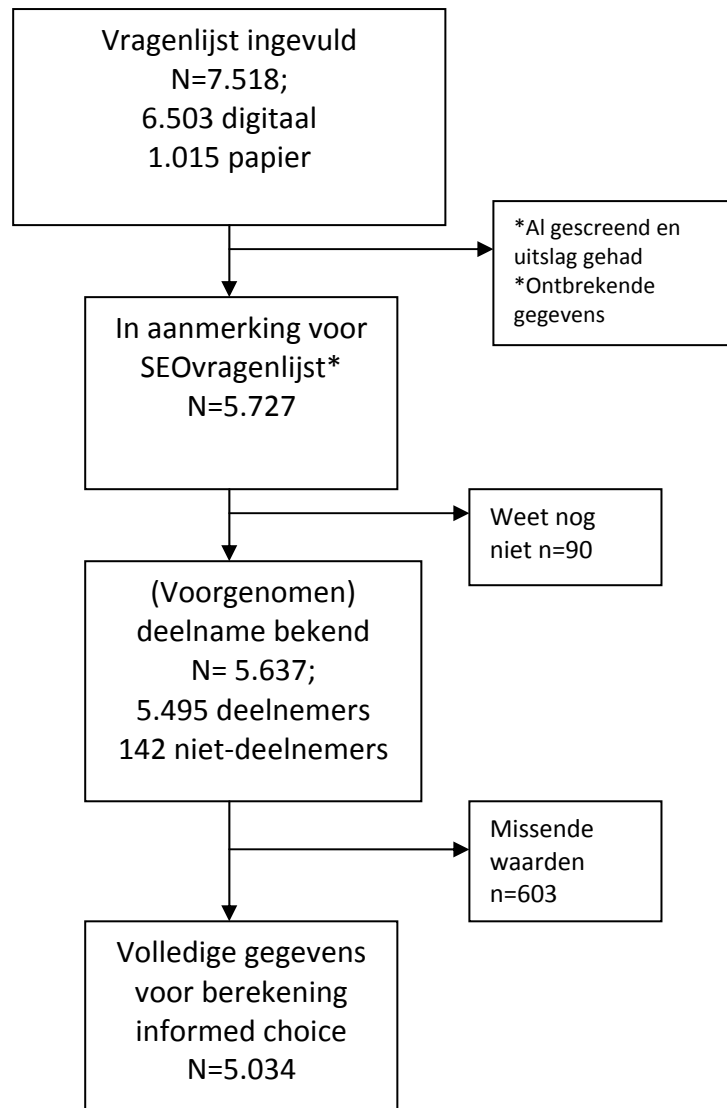 Vragenlijst ingevuld
N=7.518;
6.503 digitaal
1.015 papier
*Al gescreend en
uitslag gehad
*Ontbrekende
gegevens
In aanmerking voor
SEOvragenlijst*
N=5.727
Weet nog
niet n=90
(Voorgenomen)
deelname bekend
N= 5.637;
5.495 deelnemers
142 niet-deelnemers
Missende
waarden
n=603
Volledige gegevens
voor berekening
informed choice
N=5.034